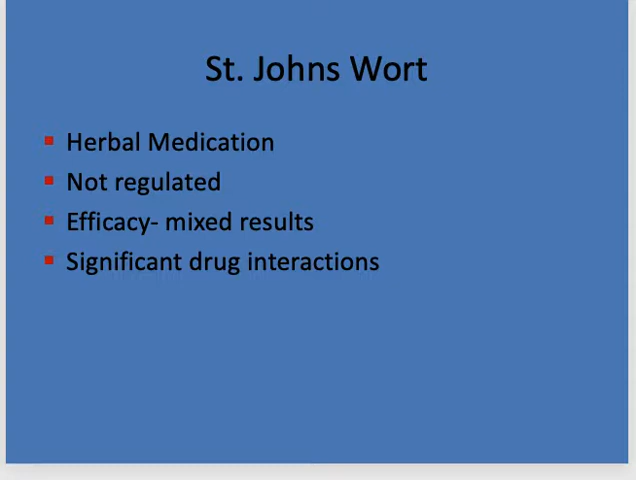 St. Johns Wort
Herbal Medication
Not regulated
Efficacy- mixed results
Significant drug interactions